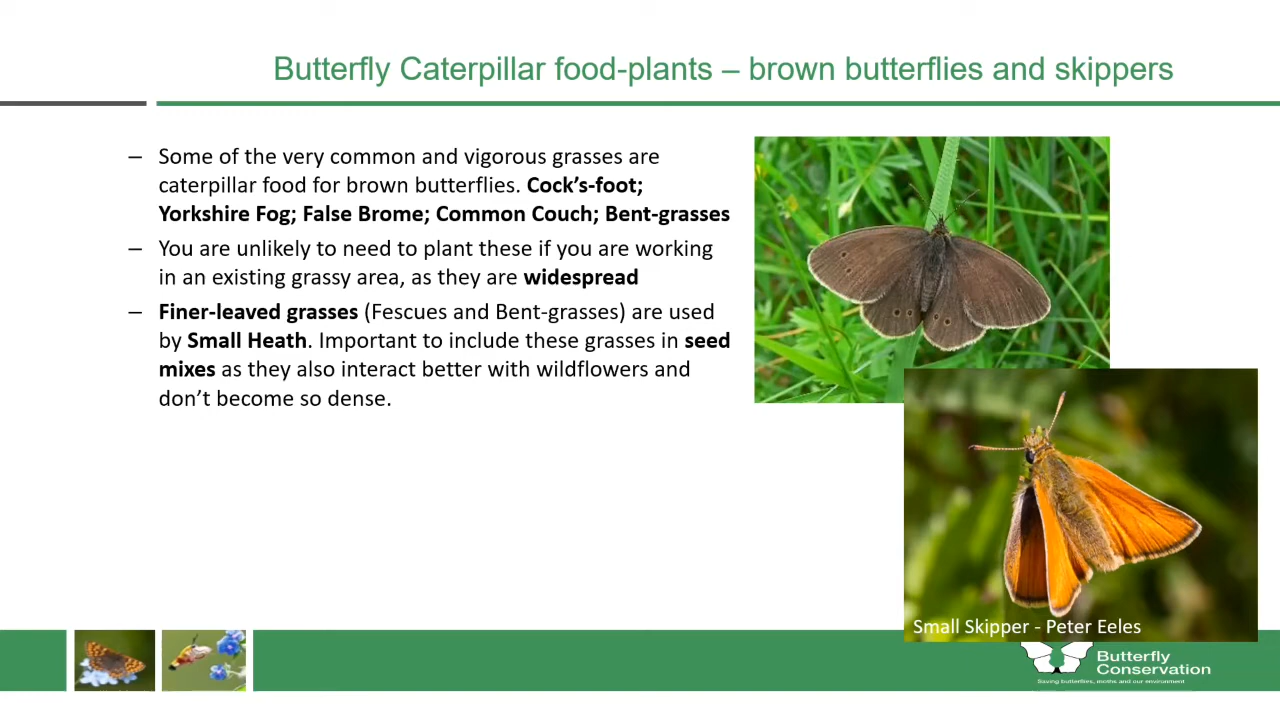 Butterfly Caterpillar food-plants – brown butterflies and skippers
– Some of the very common and vigorous grasses are
caterpillar food for brown butterflies. Cock's-foot;
Yorkshire Fog; False Brome; Common Couch; Bent-grasses
– You are unlikely to need to plant these if you are working
in an existing grassy area, as they are widespread
– Finer-leaved grasses (Fescues and Bent-grasses) are used
by Small Heath. Important to include these grasses in seed
mixes as they also interact better with wildflowers and
don't become so dense.
Small Skipper - Peter Eeles
Butterfly
Conservation
Saving butterflies, moths and our environment